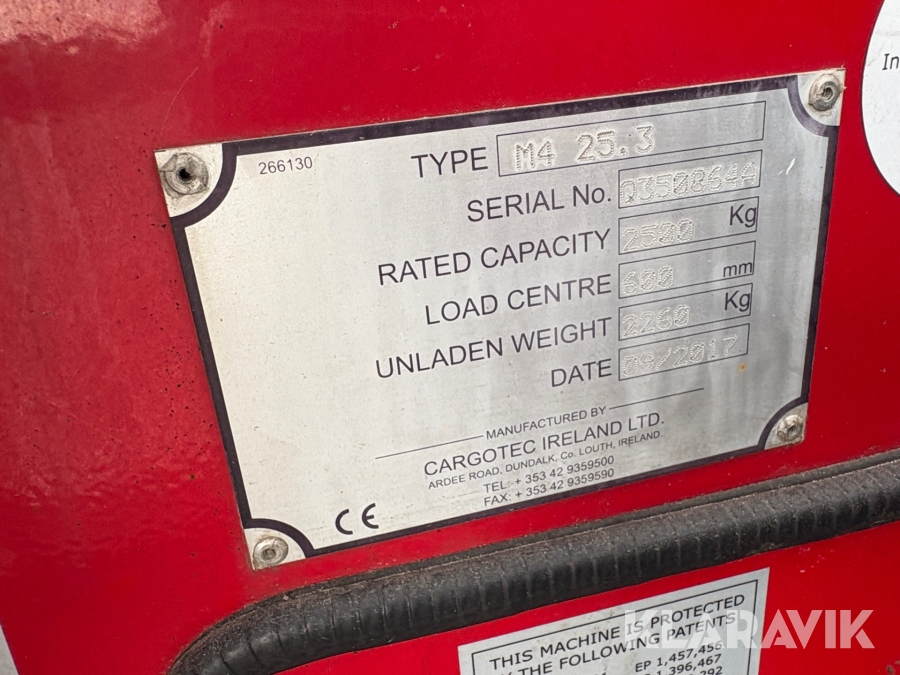 266130
TYPE M4 25.3
SERIAL No. Q350864A
RATED CAPACITY 2500 Kg
LOAD CENTRE 600 mm
UNLADEN WEIGHT 2260 Kg
DATE 09/2017
MANUFACTURED BY
CARGOTEC IRELAND LTD.
ARDEE ROAD, DUNDALK, Co. LOUTH, IRELAND.
TEL: + 353 42 9359500
FAX: + 353 42 9359590
CE
In
THIS MACHINE IS PROTECTED
BY THE FOLLOWING PATENTS
EP 1,457,456
1,396,467
292
KLARAVIK